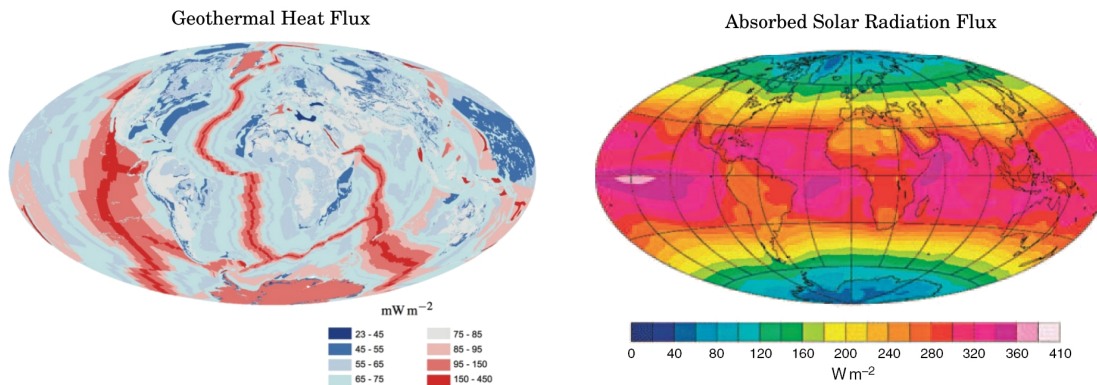 Geothermal Heat Flux
mW m−2
23 - 45
45 - 55
55 - 65
65 - 75
75 - 85
85 - 95
95 - 150
150 - 450
Absorbed Solar Radiation Flux
0 40 80 120 160 200 240 280 320 360 410
W m−2